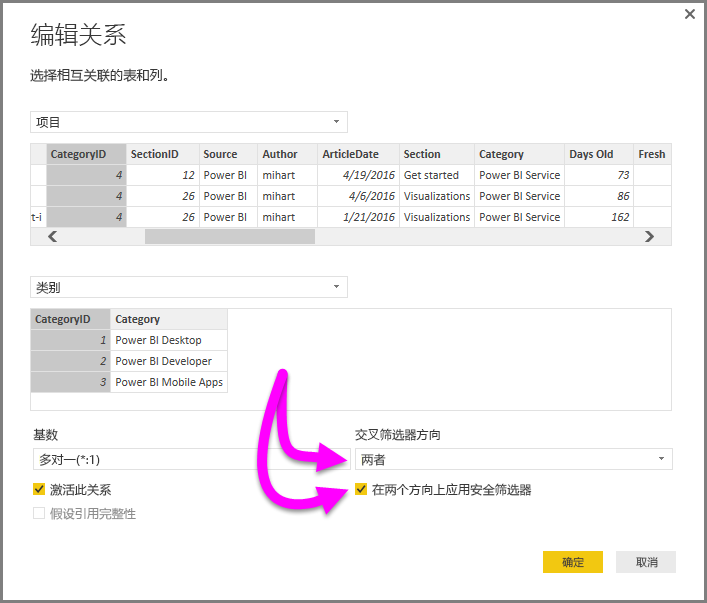 编辑关系
选择相互关联的表和列。
项目
CategoryID SectionID Source Author ArticleDate Section Category Days Old Fresh
4 12 Power BI mihart 4/19/2016 Get started Power BI Service 73
4 26 Power BI mihart 4/6/2016 Visualizations Power BI Service 86
t-i 4 26 Power BI mihart 1/21/2016 Visualizations Power BI Service 162
类别
CategoryID Category
1 Power BI Desktop
2 Power BI Developer
3 Power BI Mobile Apps
基数 交叉筛选器方向
多对一(*:1) 两者
激活此关系 在两个方向上应用安全筛选器
假设引用完整性
确定 取消